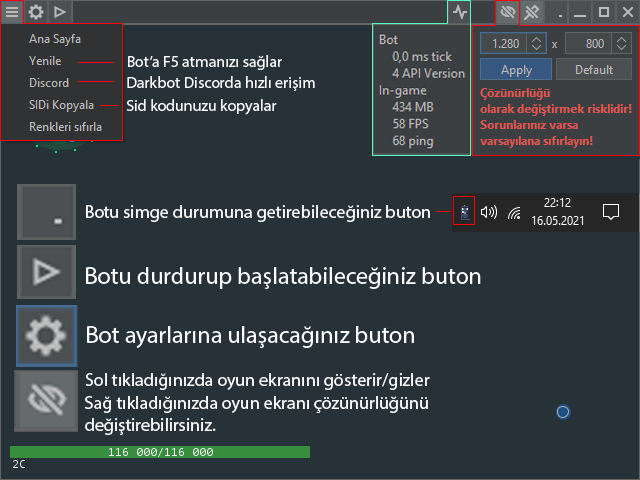 Ana Sayfa
Yenile
Bot'a F5 atmanızı sağlar
Discord
Darkbot Discorda hızlı erişim
SIDi Kopyala
Sid kodunuzu kopyalar
Renkleri sıfırla
Bot
0,0 ms tick
4 API Version
In-game
434 MB
58 FPS
68 ping
1.280 x 800
Apply Default
Çözünürlüğü
olarak değiştirmek risklidir!
Sorunlarınız varsa
varsayılana sıfırlayın!
Botu simge durumuna getirebileceğiniz buton
22:12
16.05.2021
Botu durdurup başlatabileceğiniz buton
Bot ayarlarına ulaşacağınız buton
Sol tıkladığınızda oyun ekranını gösterir/gizler
Sağ tıkladığınızda oyun ekranı çözünürlüğünü
değiştirebilirsiniz.
116 000/116 000
2C